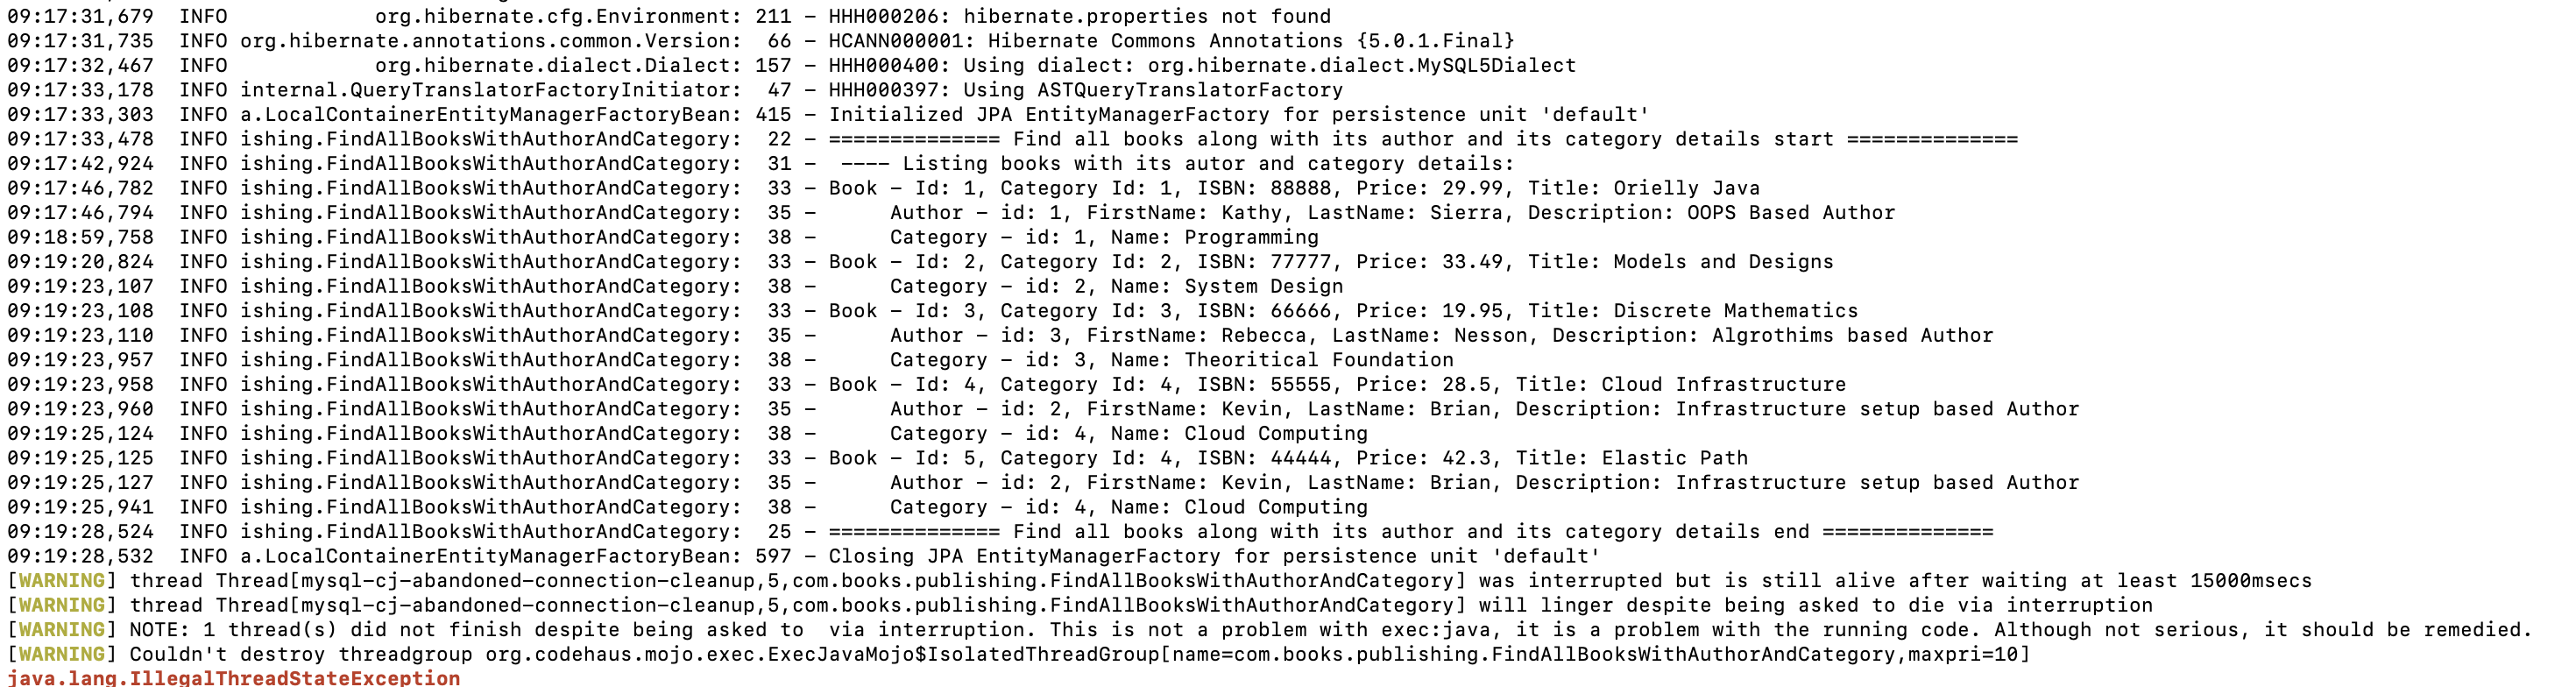 09:17:31,679  INFO            org.hibernate.cfg.Environment: 211 - HHH000206: hibernate.properties not found
09:17:31,735  INFO org.hibernate.annotations.common.Version:  66 - HCANN000001: Hibernate Commons Annotations {5.0.1.Final}
09:17:32,467  INFO            org.hibernate.dialect.Dialect: 157 - HHH000400: Using dialect: org.hibernate.dialect.MySQL5Dialect
09:17:33,178  INFO internal.QueryTranslatorFactoryInitiator:  47 - HHH000397: Using ASTQueryTranslatorFactory
09:17:33,303  INFO a.LocalContainerEntityManagerFactoryBean: 415 - Initialized JPA EntityManagerFactory for persistence unit 'default'
09:17:33,478  INFO ishing.FindAllBooksWithAuthorAndCategory:  22 - ============== Find all books along with its author and its category details start ==============
09:17:42,924  INFO ishing.FindAllBooksWithAuthorAndCategory:  31 -  ---- Listing books with its autor and category details:
09:17:46,782  INFO ishing.FindAllBooksWithAuthorAndCategory:  33 - Book - Id: 1, Category Id: 1, ISBN: 88888, Price: 29.99, Title: Orielly Java
09:17:46,794  INFO ishing.FindAllBooksWithAuthorAndCategory:  35 -      Author - id: 1, FirstName: Kathy, LastName: Sierra, Description: OOPS Based Author
09:18:59,758  INFO ishing.FindAllBooksWithAuthorAndCategory:  38 -      Category - id: 1, Name: Programming
09:19:20,824  INFO ishing.FindAllBooksWithAuthorAndCategory:  33 - Book - Id: 2, Category Id: 2, ISBN: 77777, Price: 33.49, Title: Models and Designs
09:19:23,107  INFO ishing.FindAllBooksWithAuthorAndCategory:  38 -      Category - id: 2, Name: System Design
09:19:23,108  INFO ishing.FindAllBooksWithAuthorAndCategory:  33 - Book - Id: 3, Category Id: 3, ISBN: 66666, Price: 19.95, Title: Discrete Mathematics
09:19:23,110  INFO ishing.FindAllBooksWithAuthorAndCategory:  35 -      Author - id: 3, FirstName: Rebecca, LastName: Nesson, Description: Algrothims based Author
09:19:23,957  INFO ishing.FindAllBooksWithAuthorAndCategory:  38 -      Category - id: 3, Name: Theoritical Foundation
09:19:23,958  INFO ishing.FindAllBooksWithAuthorAndCategory:  33 - Book - Id: 4, Category Id: 4, ISBN: 55555, Price: 28.5, Title: Cloud Infrastructure
09:19:23,960  INFO ishing.FindAllBooksWithAuthorAndCategory:  35 -      Author - id: 2, FirstName: Kevin, LastName: Brian, Description: Infrastructure setup based Author
09:19:25,124  INFO ishing.FindAllBooksWithAuthorAndCategory:  38 -      Category - id: 4, Name: Cloud Computing
09:19:25,125  INFO ishing.FindAllBooksWithAuthorAndCategory:  33 - Book - Id: 5, Category Id: 4, ISBN: 44444, Price: 42.3, Title: Elastic Path
09:19:25,127  INFO ishing.FindAllBooksWithAuthorAndCategory:  35 -      Author - id: 2, FirstName: Kevin, LastName: Brian, Description: Infrastructure setup based Author
09:19:25,941  INFO ishing.FindAllBooksWithAuthorAndCategory:  38 -      Category - id: 4, Name: Cloud Computing
09:19:28,524  INFO ishing.FindAllBooksWithAuthorAndCategory:  25 - ============== Find all books along with its author and its category details end ==============
09:19:28,532  INFO a.LocalContainerEntityManagerFactoryBean: 597 - Closing JPA EntityManagerFactory for persistence unit 'default'
[WARNING] thread Thread[mysql-cj-abandoned-connection-cleanup,5,com.books.publishing.FindAllBooksWithAuthorAndCategory] was interrupted but is still alive after waiting at least 15000msecs
[WARNING] thread Thread[mysql-cj-abandoned-connection-cleanup,5,com.books.publishing.FindAllBooksWithAuthorAndCategory] will linger despite being asked to die via interruption
[WARNING] NOTE: 1 thread(s) did not finish despite being asked to  via interruption. This is not a problem with exec:java, it is a problem with the running code. Although not serious, it should be remedied.
[WARNING] Couldn't destroy threadgroup org.codehaus.mojo.exec.ExecJavaMojo$IsolatedThreadGroup[name=com.books.publishing.FindAllBooksWithAuthorAndCategory,maxpri=10]
java.lang.IllegalThreadStateException